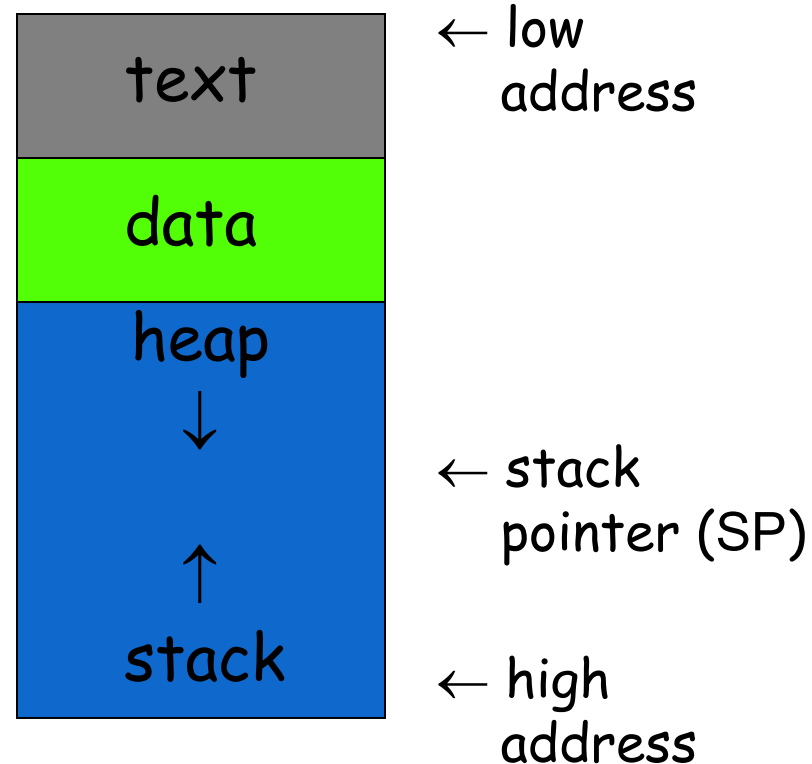 text
← low
address
data
heap
↓
← stack
pointer (SP)
↑
stack
← high
address